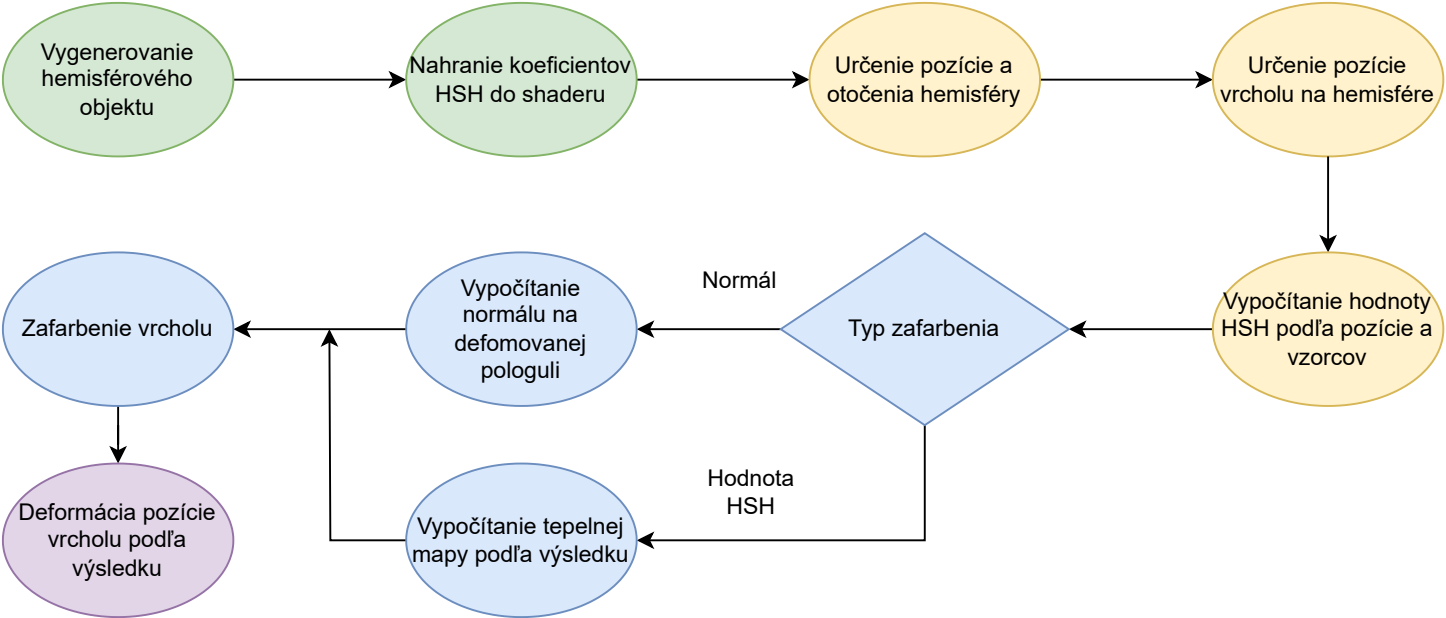 Vygenerovanie
hemisférového
objektu
Nahranie koeficientov
HSH do shaderu
Určenie pozície a
otočenia hemisféry
Určenie pozície
vrcholu na hemisfére
Zafarbenie vrcholu
Vypočítanie
normálu na
defomovanej
pologuli
Normál
Typ zafarbenia
Vypočítanie hodnoty
HSH podľa pozície a
vzorcov
Deformácia pozície
vrcholu podľa
výsledku
Vypočítanie tepelnej
mapy podľa výsledku
Hodnota
HSH